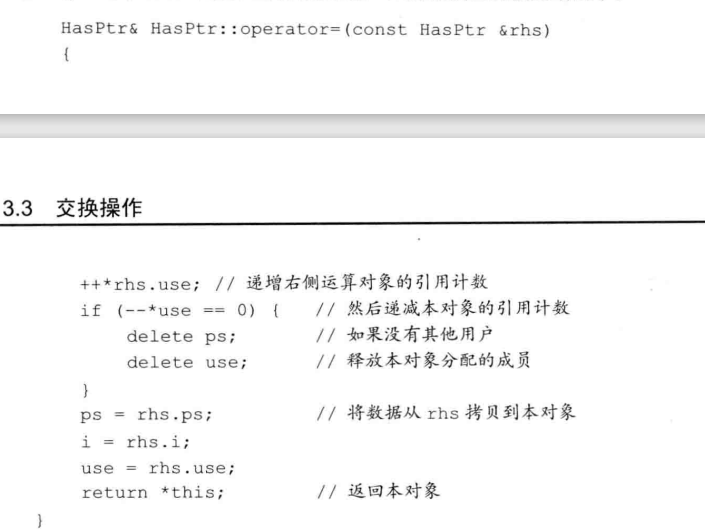 HasPtr& HasPtr::operator=(const HasPtr &rhs)
{
3.3 交换操作
++*rhs.use; // 递增右侧运算对象的引用计数
if (--*use == 0) { // 然后递减本对象的引用计数
delete ps; // 如果没有其他用户
delete use; // 释放本对象分配的成员
}
ps = rhs.ps; // 将数据从 rhs 拷贝到本对象
i = rhs.i;
use = rhs.use;
return *this; // 返回本对象
}